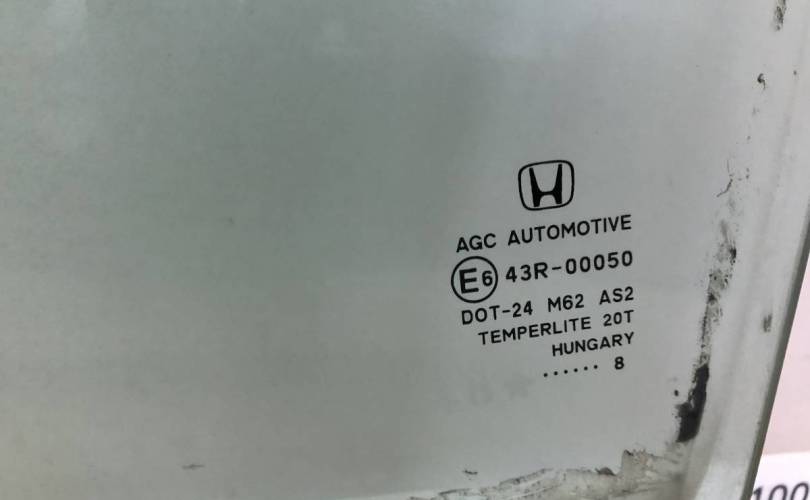 AGC AUTOMOTIVE
E6 43R-00050
DOT-24 M62 AS2
TEMPERLITE 20T
HUNGARY
...... 8